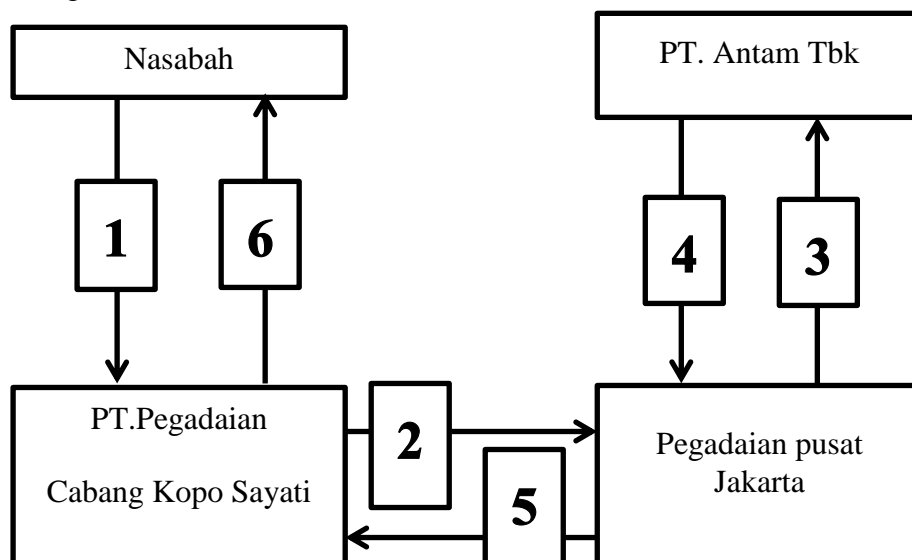 Nasabah
PT. Antam Tbk
1
6
4
3
PT.Pegadaian
Cabang Kopo Sayati
2
5
Pegadaian pusat
Jakarta